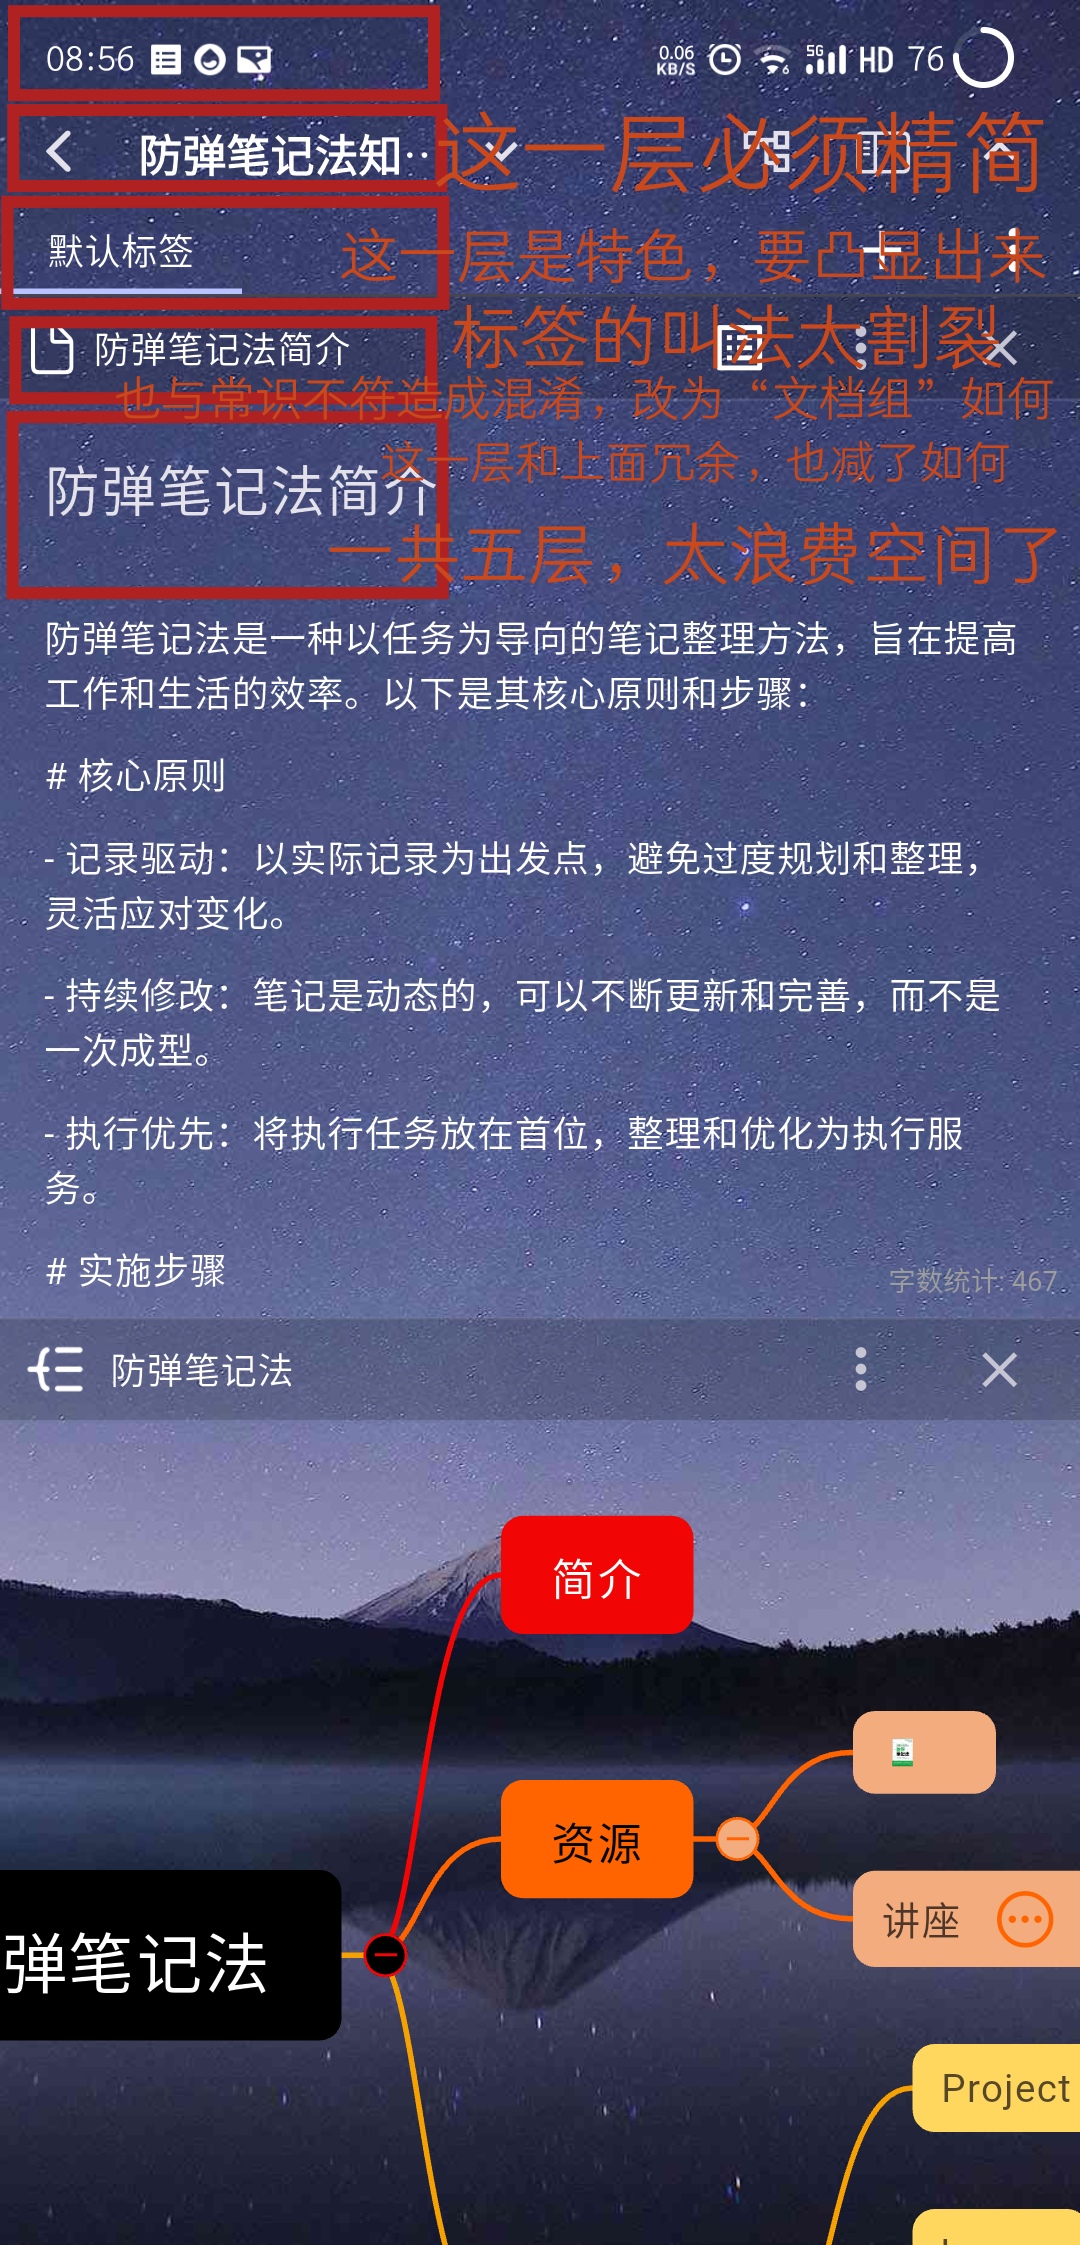 08:56
0.06 KB/S
5G
6
HD
76
防弹笔记法知··
这一层必须精简
默认标签
这一层是特色，要凸显出来
防弹笔记法简介
标签的叫法太割裂
也与常识不符造成混淆，改为“文档组”如何
防弹笔记法简介
这一层和上面冗余，也减了如何
一共五层，太浪费空间了
防弹笔记法是一种以任务为导向的笔记整理方法，旨在提高
工作和生活的效率。以下是其核心原则和步骤：
# 核心原则
- 记录驱动：以实际记录为出发点，避免过度规划和整理，
灵活应对变化。
- 持续修改：笔记是动态的，可以不断更新和完善，而不是
一次成型。
- 执行优先：将执行任务放在首位，整理和优化为执行服
务。
# 实施步骤
字数统计: 467
防弹笔记法
简介
资源
讲座
弹笔记法
Project